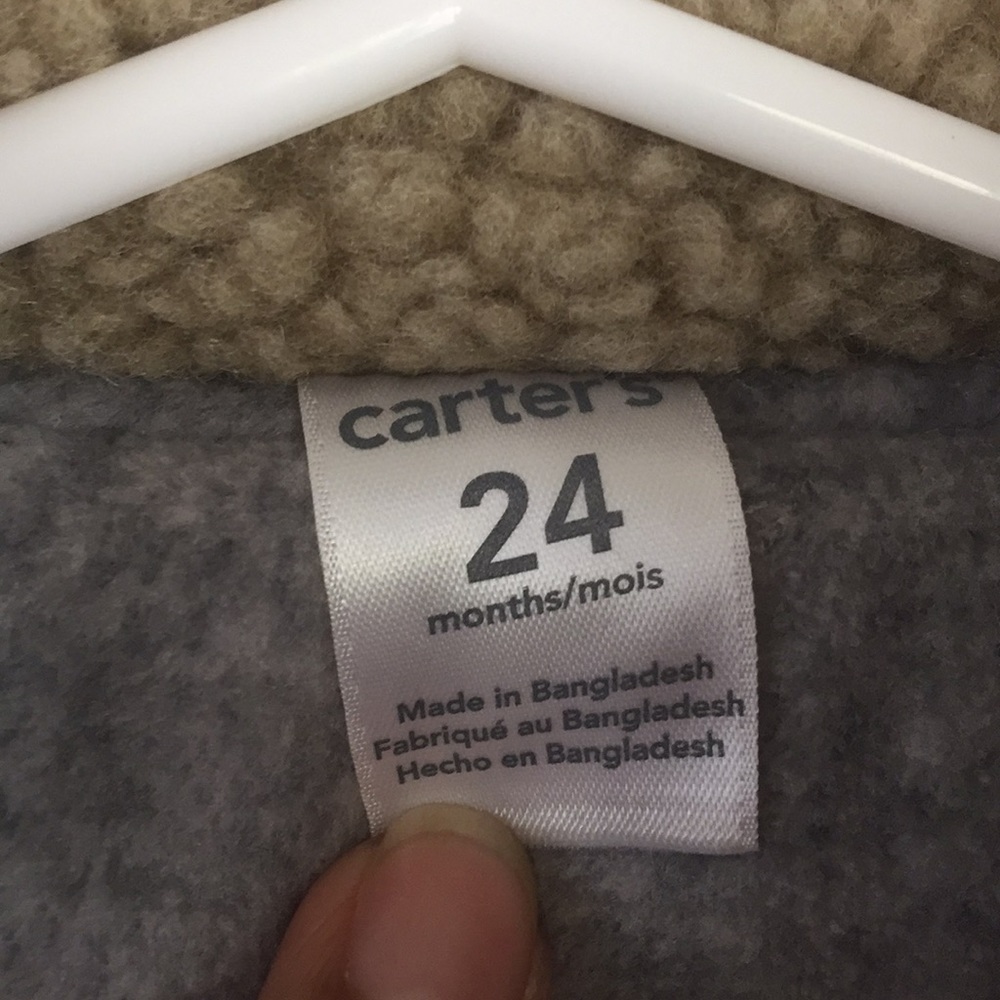 carter's
24
months/mois
Made in Bangladesh
Fabriqué au Bangladesh
Hecho en Bangladesh